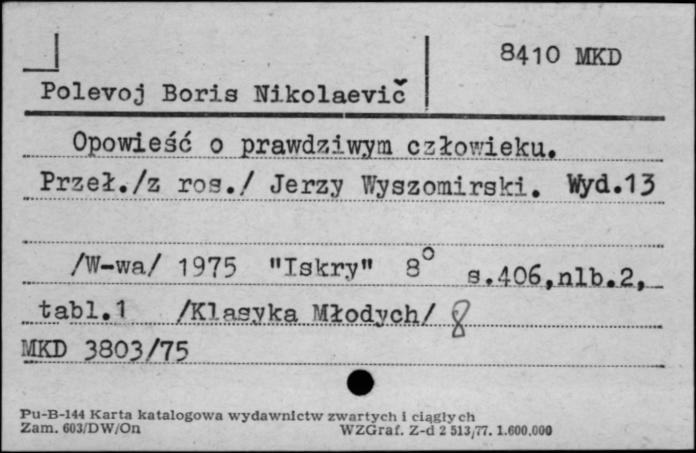 8410 MKD
Polevoj Boris Nikolaevič
Opowieść o prawdziwym człowieku.
Przeł./z ros./ Jerzy Wyszomirski. Wyd.13
/W-wa/ 1975 "Iskry" 8° s.406,nlb.2,
tabl.1 /Klasyka Młodych/ 8
MKD 3803/75
Pu-B-144 Karta katalogowa wydawnictw zwartych i ciągłych
Zam. 603/DW/On WZGraf. Z-d 2 513/77. 1.600.000